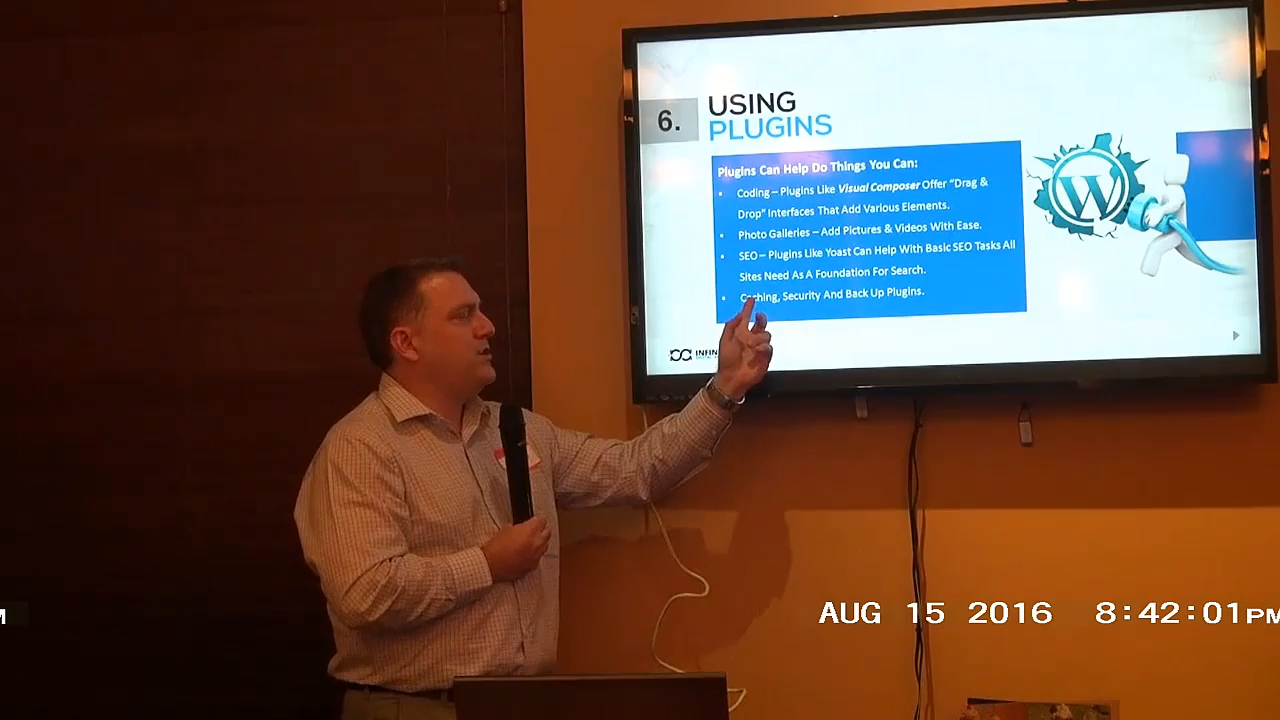 6.
USING
PLUGINS
Plugins Can Help Do Things You Can:
• Coding – Plugins Like Visual Composer Offer "Drag &
Drop" Interfaces That Add Various Elements.
• Photo Galleries – Add Pictures & Videos With Ease.
• SEO – Plugins Like Yoast Can Help With Basic SEO Tasks All
Sites Need As A Foundation For Search.
• Caching, Security And Back Up Plugins.
W
INFIN
M
AUG 15 2016 8:42:01PM